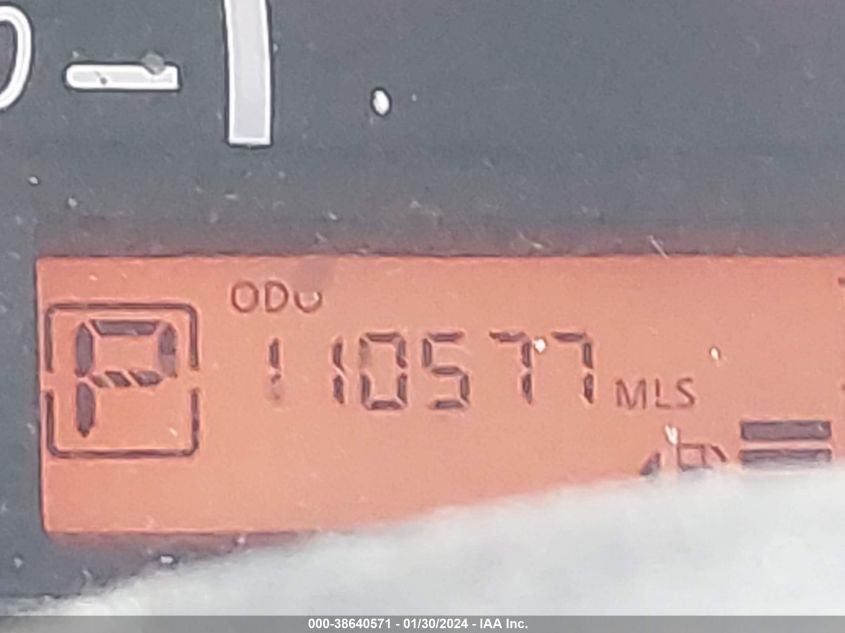 ODO
P
110577 MLS
000-38640571 - 01/30/2024 - IAA Inc.